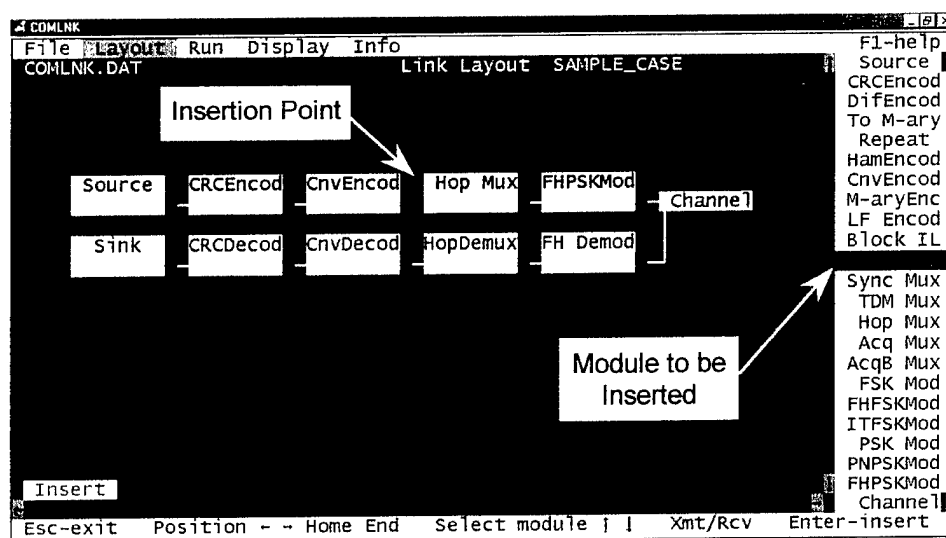 COMLNK
File Layout Run Display Info
F1-help
COMLNK.DAT Link Layout SAMPLE_CASE
Insertion Point
Source CRCEncod CnvEncod Hop Mux FHPSKMod
Channel
Sink CRCDecod CnvDecod HopDemux FH Demod
Module to be
Inserted
Source
CRCEncod
DifEncod
To M-ary
Repeat
HamEncod
CnvEncod
M-aryEnc
LF Encod
Block IL
Sync Mux
TDM Mux
Hop Mux
Acq Mux
AcqB Mux
FSK Mod
FHFSKMod
ITFSKMod
PSK Mod
PNPSKMod
FHPSKMod
Channel
Insert
Esc-exit Position ← → Home End Select module ↑ ↓ Xmt/Rcv Enter-insert